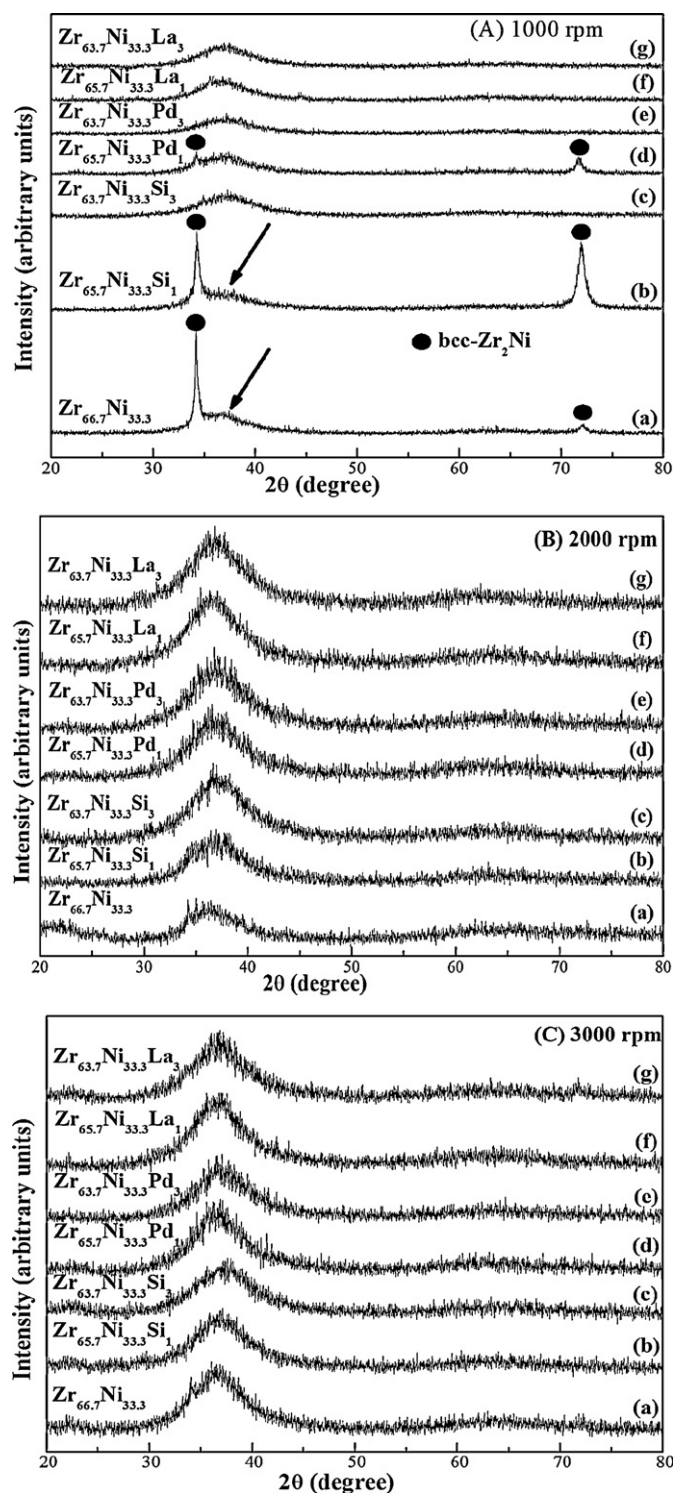 (A) 1000 rpm
Intensity (arbitrary units)
Zr63.7Ni33.3La3 (g)
Zr65.7Ni33.3La1 (f)
Zr63.7Ni33.3Pd3 (e)
Zr65.7Ni33.3Pd1 (d)
Zr63.7Ni33.3Si3 (c)
Zr65.7Ni33.3Si1 (b)
bcc-Zr2Ni
Zr66.7Ni33.3 (a)
20 30 40 50 60 70 80
2θ (degree)
(B) 2000 rpm
Intensity (arbitrary units)
Zr63.7Ni33.3La3 (g)
Zr65.7Ni33.3La1 (f)
Zr63.7Ni33.3Pd3 (e)
Zr65.7Ni33.3Pd1 (d)
Zr63.7Ni33.3Si3 (c)
Zr65.7Ni33.3Si1 (b)
Zr66.7Ni33.3 (a)
20 30 40 50 60 70 80
2θ (degree)
(C) 3000 rpm
Intensity (arbitrary units)
Zr63.7Ni33.3La3 (g)
Zr65.7Ni33.3La1 (f)
Zr63.7Ni33.3Pd3 (e)
Zr65.7Ni33.3Pd1 (d)
Zr63.7Ni33.3Si3 (c)
Zr65.7Ni33.3Si1 (b)
Zr66.7Ni33.3 (a)
20 30 40 50 60 70 80
2θ (degree)